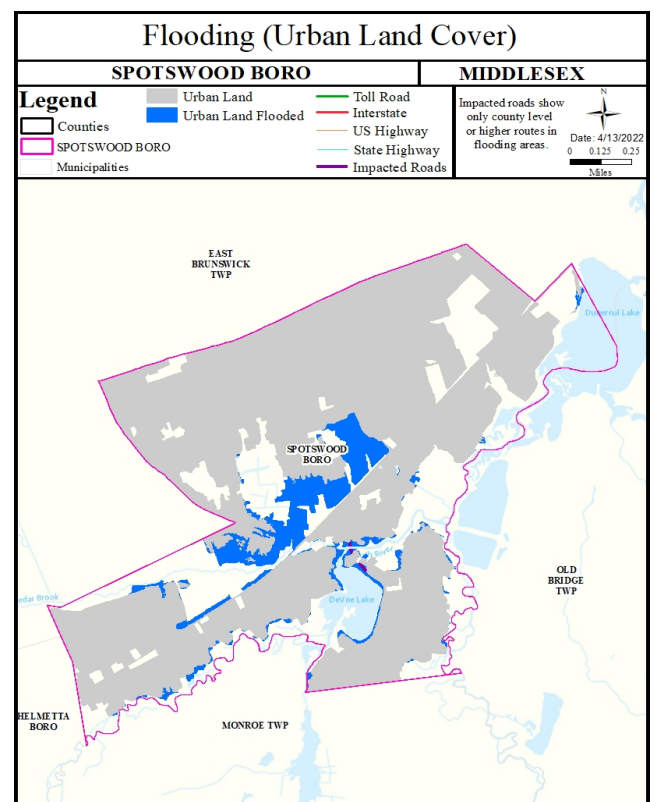 Flooding (Urban Land Cover)
SPOTSWOOD BORO
MIDDLESEX
Legend
Counties
SPOTSWOOD BORO
Municipalities
Urban Land
Urban Land Flooded
Toll Road
Interstate
US Highway
State Highway
Impacted Roads
Impacted roads show
only county level
or higher routes in
flooding areas.
N
Date: 4/13/2022
0 0.125 0.25
Miles
EAST
BRUNSWICK
TWP
Duhernal Lake
SPOTSWOOD
BORO
River
OLD
BRIDGE
TWP
edar Brook
DeVoe Lake
HELMETTA
BORO
MONROE TWP